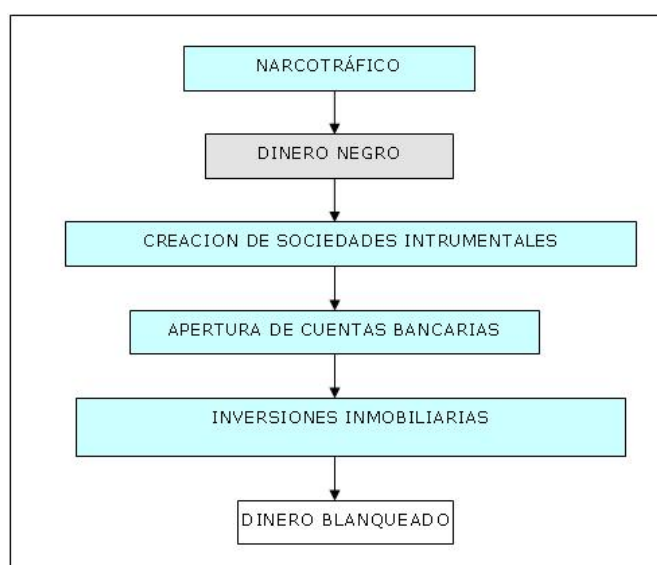 NARCOTRÁFICO
DINERO NEGRO
CREACION DE SOCIEDADES INTRUMENTALES
APERTURA DE CUENTAS BANCARIAS
INVERSIONES INMOBILIARIAS
DINERO BLANQUEADO